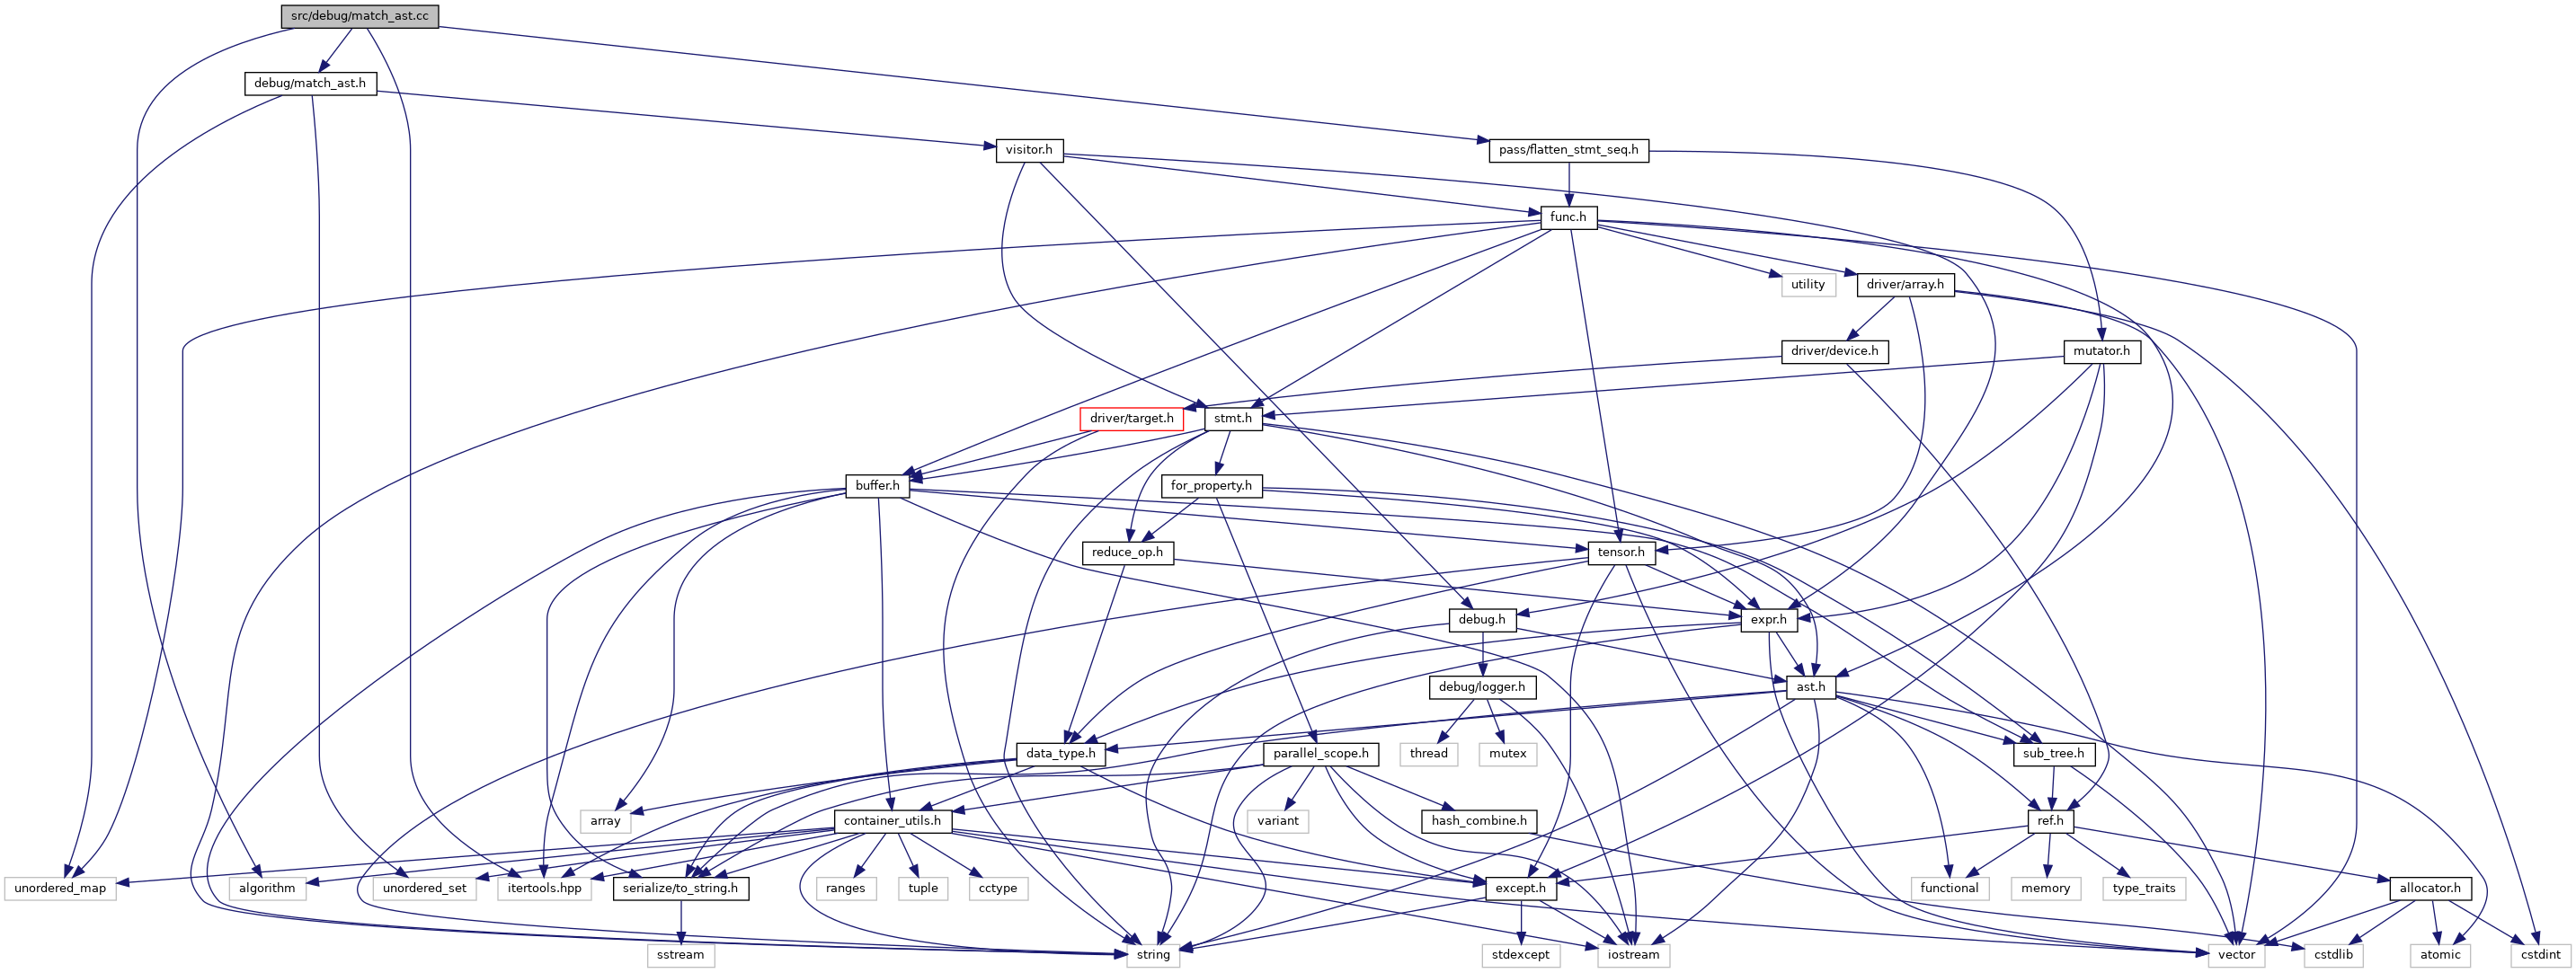 src/debug/match_ast.cc
debug/match_ast.h
visitor.h
pass/flatten_stmt_seq.h
func.h
utility
driver/array.h
driver/device.h
mutator.h
driver/target.h
stmt.h
buffer.h
for_property.h
reduce_op.h
tensor.h
debug.h
expr.h
debug/logger.h
ast.h
data_type.h
parallel_scope.h
thread
mutex
sub_tree.h
array
container_utils.h
variant
hash_combine.h
ref.h
unordered_map
algorithm
unordered_set
itertools.hpp
serialize/to_string.h
ranges
tuple
cctype
except.h
functional
memory
type_traits
allocator.h
sstream
string
stdexcept
iostream
vector
cstdlib
atomic
cstdint